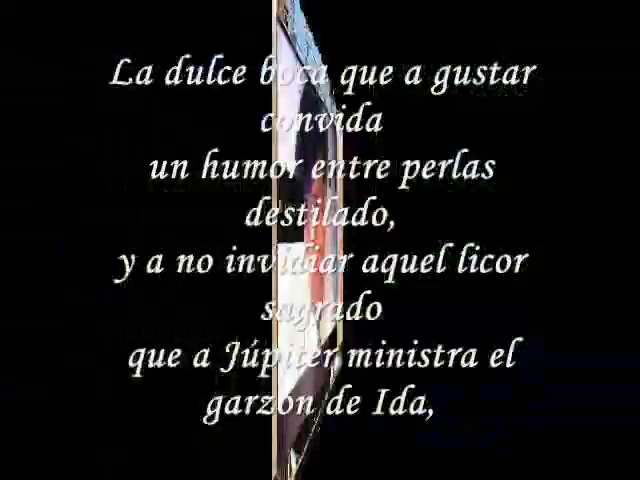 La dulce boca que a gustar
convida
un humor entre perlas
destilado,
y a no invidiar aquel licor
sagrado
que a Júpiter ministra el
garzón de Ida,